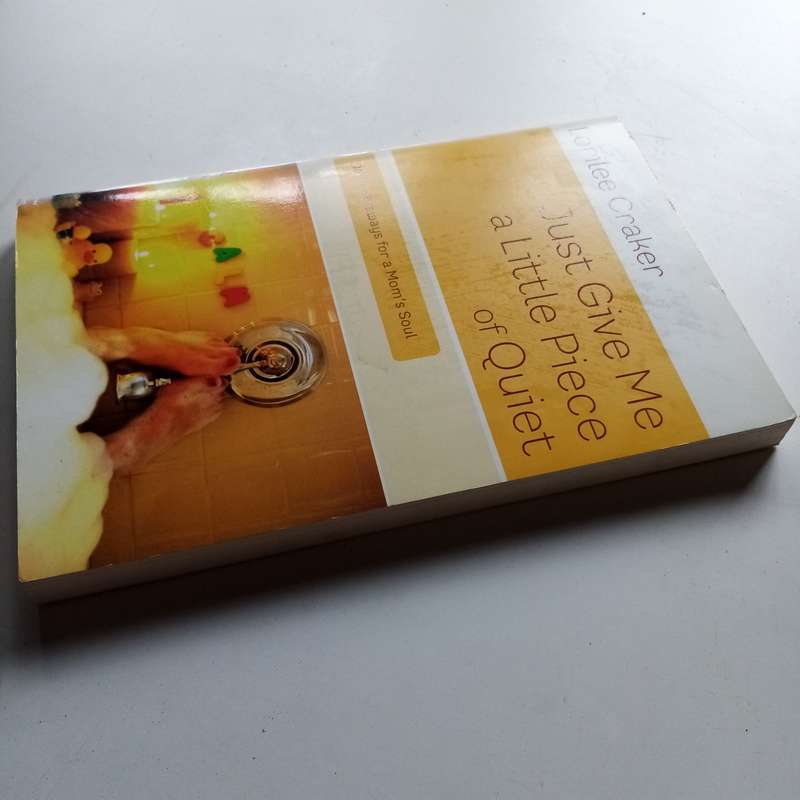 Lorilee Craker
Just Give Me
a Little Piece
of Quiet
for a Mom's Soul